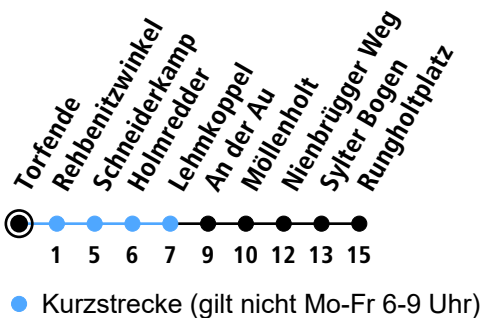 Torfende
Rehbenitzwinkel
Schneiderkamp
Holmredder
Lehmkoppel
An der Au
Möllenholt
Nienbrügger Weg
Sylter Bogen
Rungholtplatz
1 5 6 7 9 10 12 13 15
Kurzstrecke (gilt nicht Mo-Fr 6-9 Uhr)